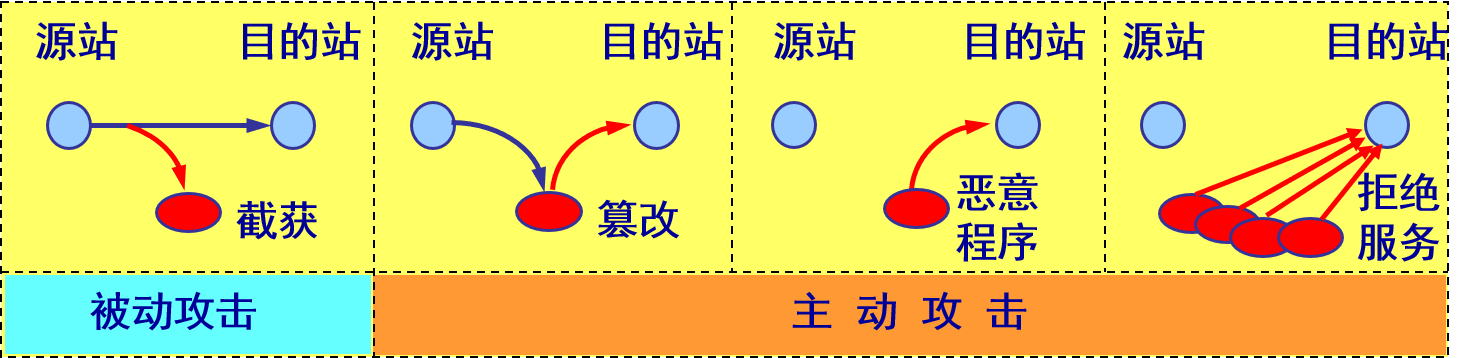 源站 目的站
截获
源站 目的站
篡改
源站 目的站
恶意
程序
源站 目的站
拒绝
服务
被动攻击
主 动 攻 击